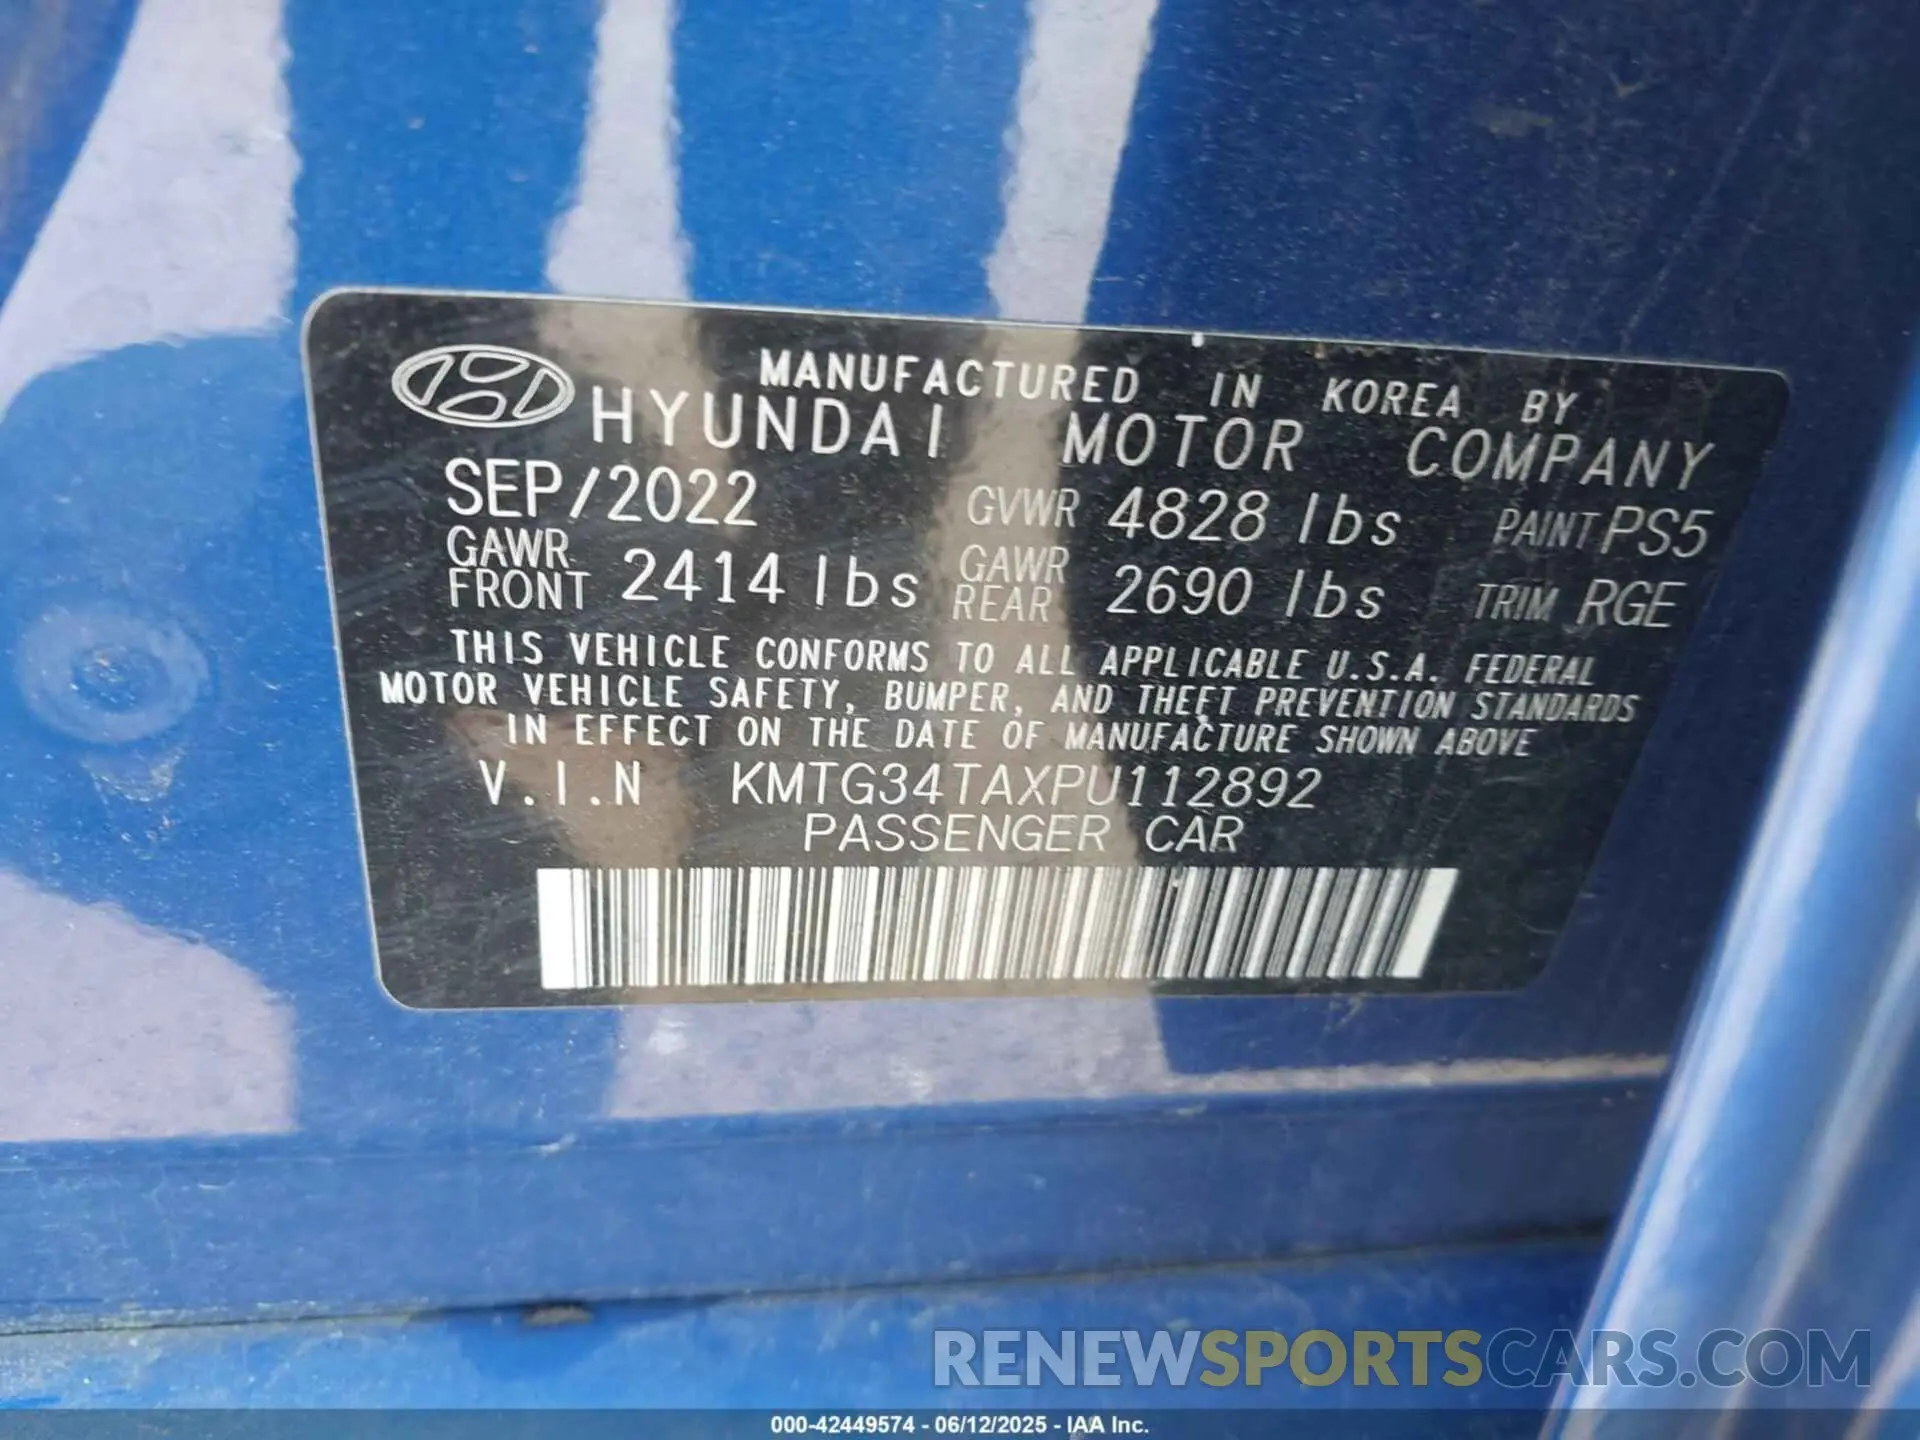 MANUFACTURED IN KOREA BY
HYUNDAI MOTOR COMPANY
SEP/2022 GVWR 4828 lbs PAINT PS5
GAWR FRONT 2414 lbs GAWR REAR 2690 lbs TRIM RGE
THIS VEHICLE CONFORMS TO ALL APPLICABLE U.S.A. FEDERAL
MOTOR VEHICLE SAFETY, BUMPER, AND THEFT PREVENTION STANDARDS
IN EFFECT ON THE DATE OF MANUFACTURE SHOWN ABOVE
V.I.N KMTG34TAXPU112892
PASSENGER CAR
RENEWSPORTSCARS.COM
000-42449574 - 06/12/2025 - IAA Inc.